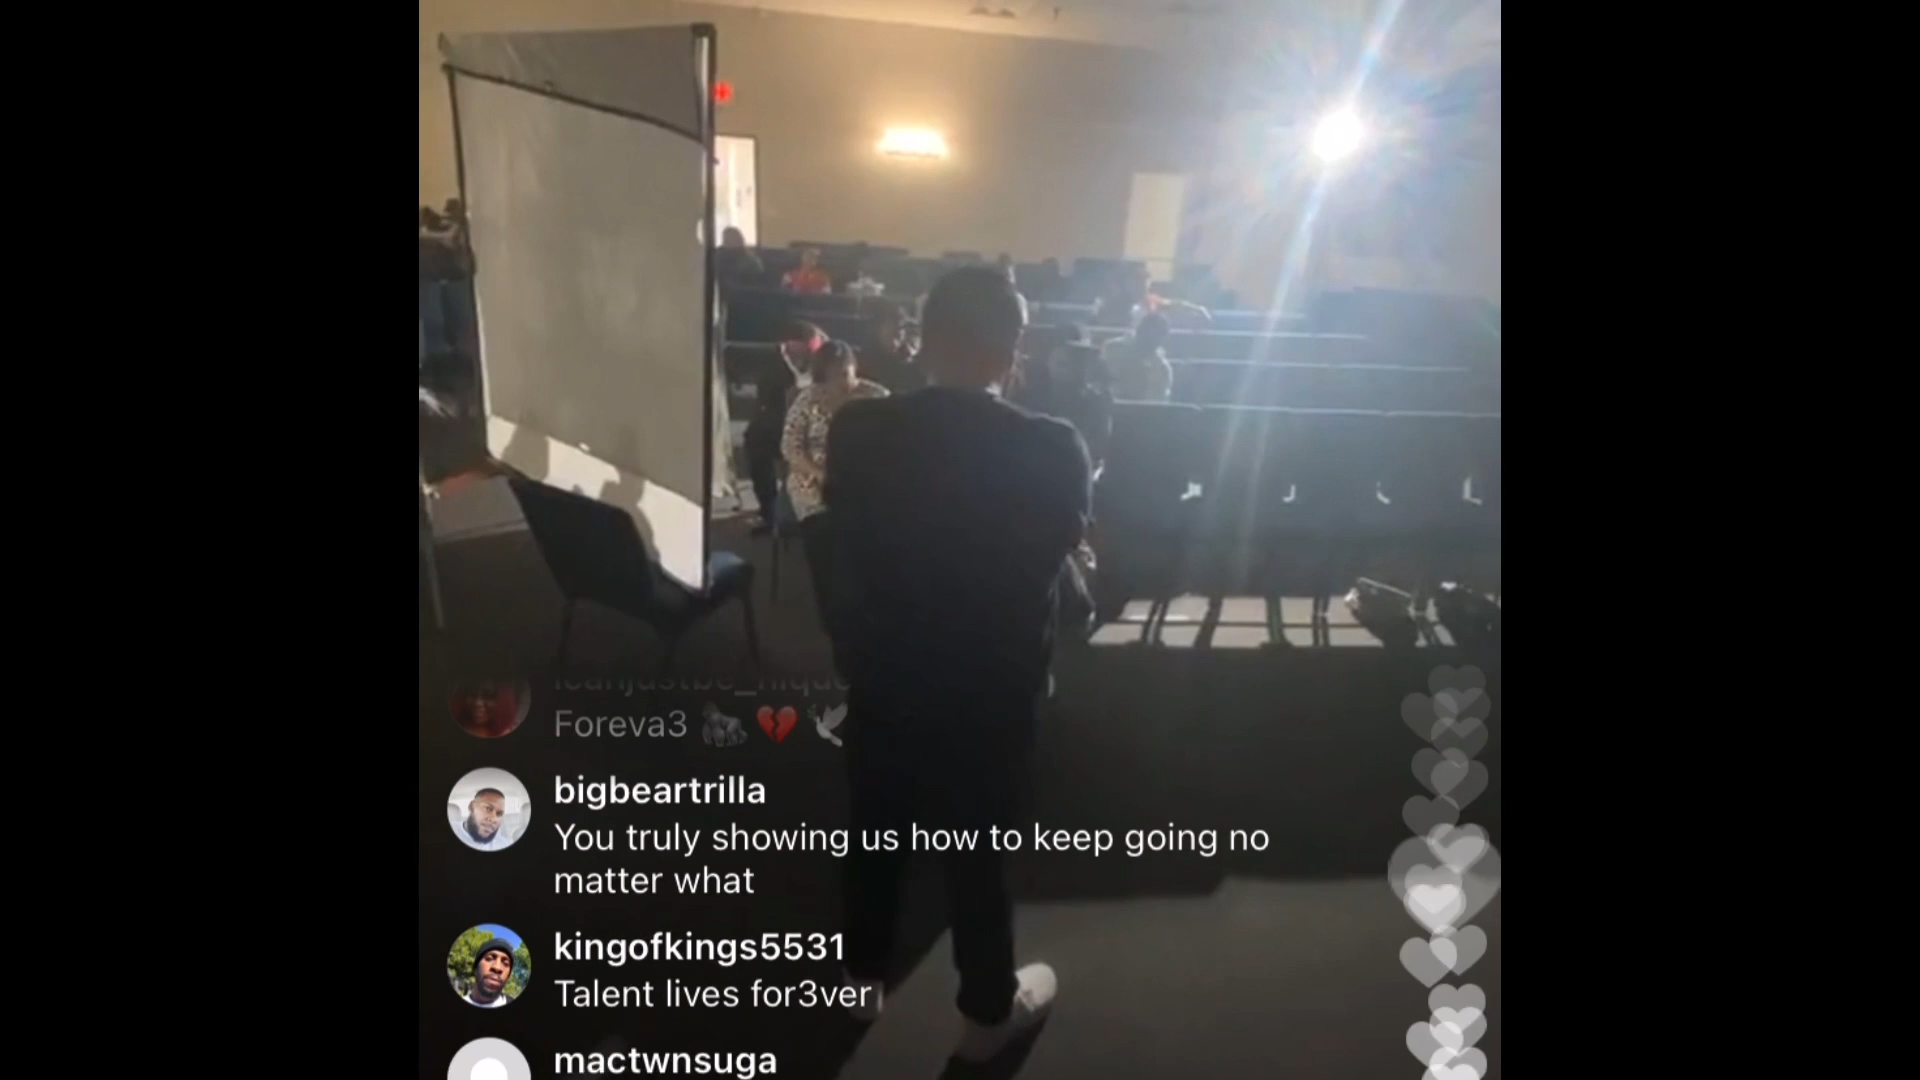 Foreva3 🦍 💔 🕊
bigbeartrilla
You truly showing us how to keep going no
matter what
kingofkings5531
Talent lives for3ver
mactwnsuga